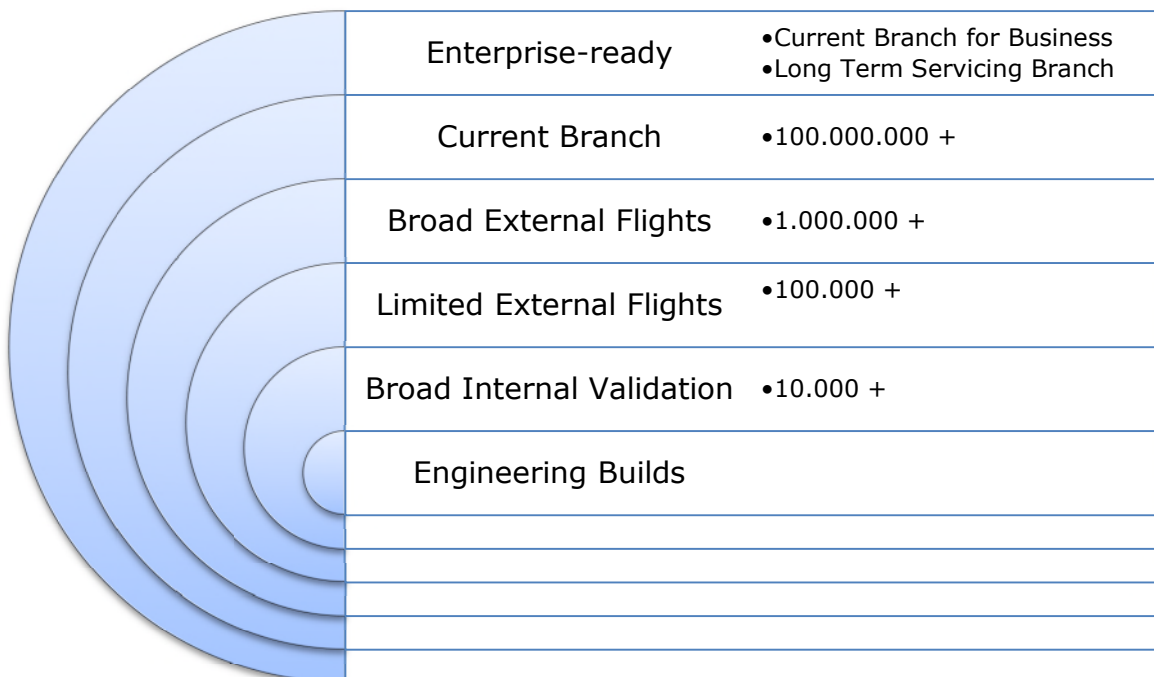 Enterprise-ready
•Current Branch for Business
•Long Term Servicing Branch
Current Branch
•100.000.000 +
Broad External Flights
•1.000.000 +
Limited External Flights
•100.000 +
Broad Internal Validation
•10.000 +
Engineering Builds